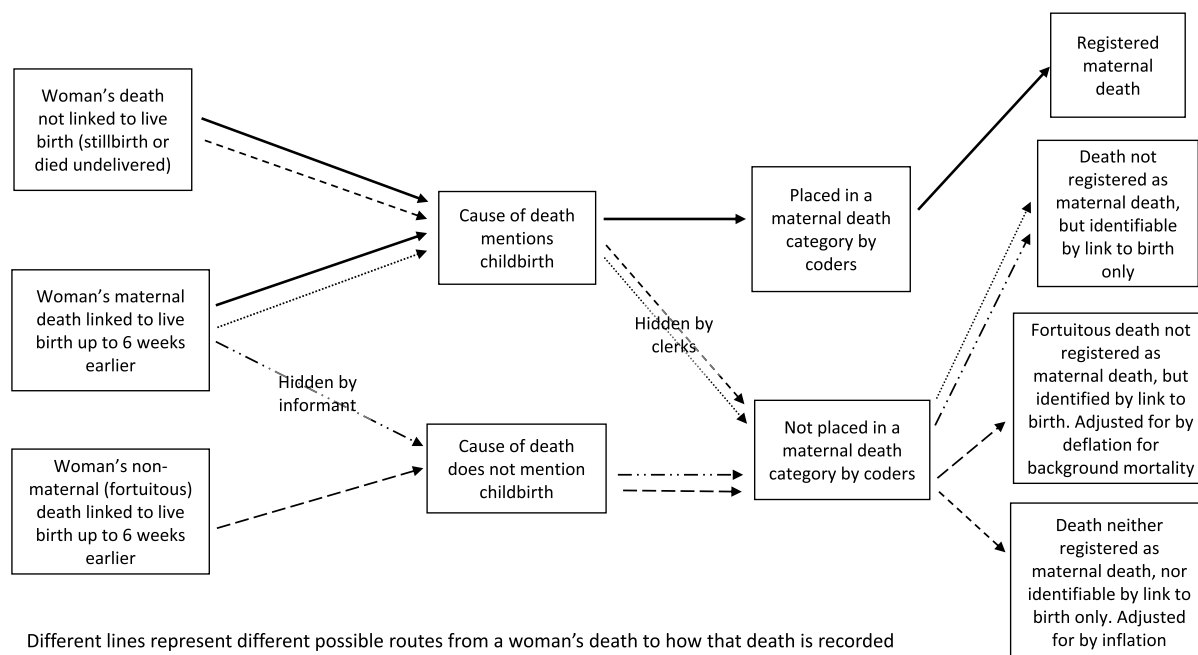 Woman’s death
not linked to live
birth (stillbirth or
died undelivered)
Woman’s maternal
death linked to live
birth up to 6 weeks
earlier
Woman’s non-
maternal (fortuitous)
death linked to live
birth up to 6 weeks
earlier
Hidden by
informant
Cause of death
mentions
childbirth
Cause of death
does not mention
childbirth
Hidden by
clerks
Placed in a
maternal death
category by
coders
Not placed in a
maternal death
category by coders
Registered
maternal
death
Death not
registered as
maternal death,
but identifiable
by link to birth
only
Fortuitous death not
registered as
maternal death, but
identified by link to
birth. Adjusted for by
deflation for
background mortality
Death neither
registered as
maternal death, nor
identifiable by link to
birth only. Adjusted
for by inflation
Different lines represent different possible routes from a woman’s death to how that death is recorded